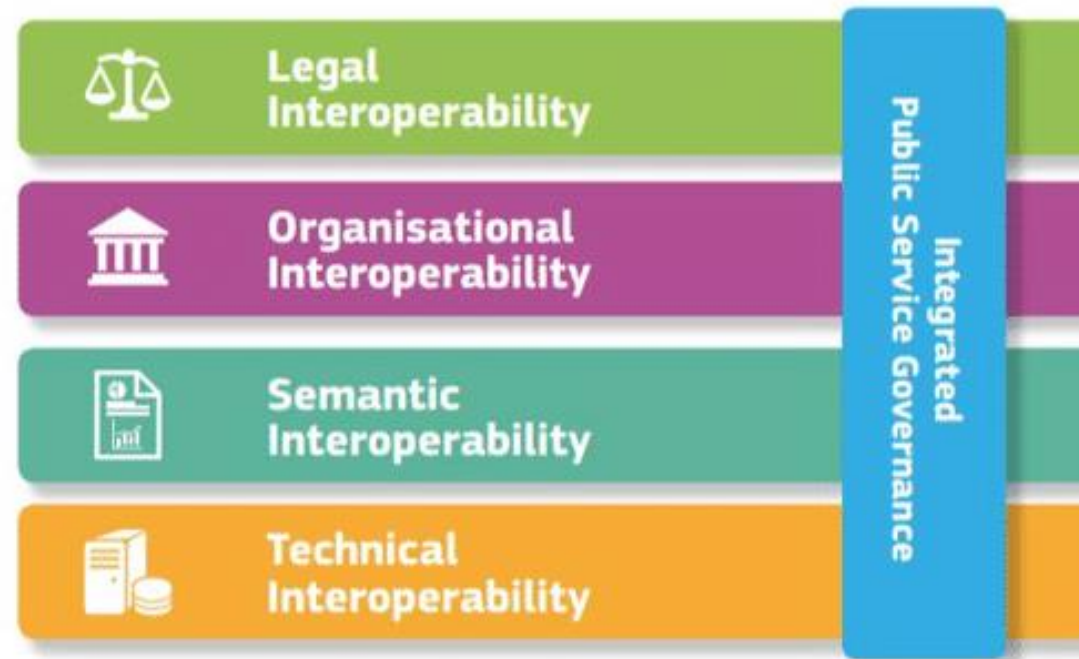 Legal
Interoperability
Organisational
Interoperability
Semantic
Interoperability
Technical
Interoperability
Integrated
Public Service Governance